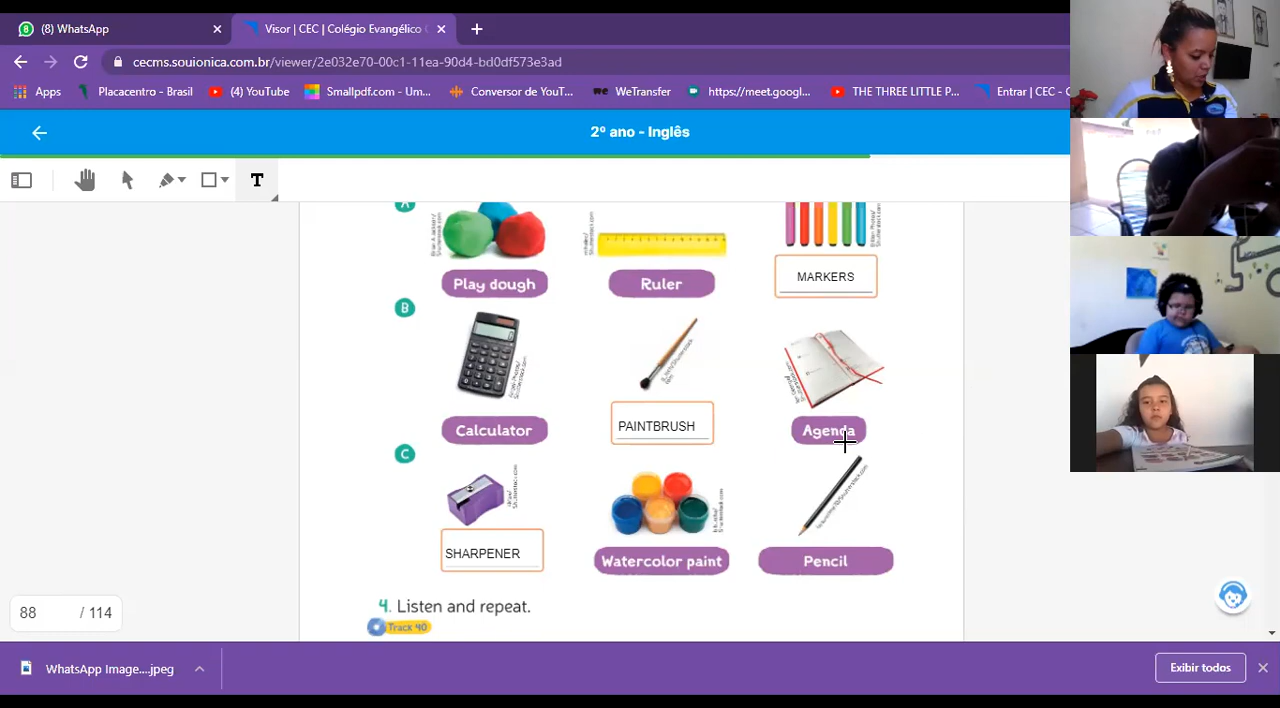 (8) WhatsApp
Visor | CEC | Colégio Evangélico
cecms.souionica.com.br/viewer/2e032e70-00c1-11ea-90d4-bd0df573e3ad
Apps
Placacentro - Brasil
(4) YouTube
Smallpdf.com - Um...
Conversor de YouT...
WeTransfer
https://meet.googl...
THE THREE LITTLE P...
Entrar | CEC -
2º ano - Inglês
T
A
Play dough
Ruler
MARKERS
B
Calculator
PAINTBRUSH
Agenda
C
SHARPENER
Watercolor paint
Pencil
4. Listen and repeat.
Track 40
88 / 114
WhatsApp Image....jpeg
Exibir todos